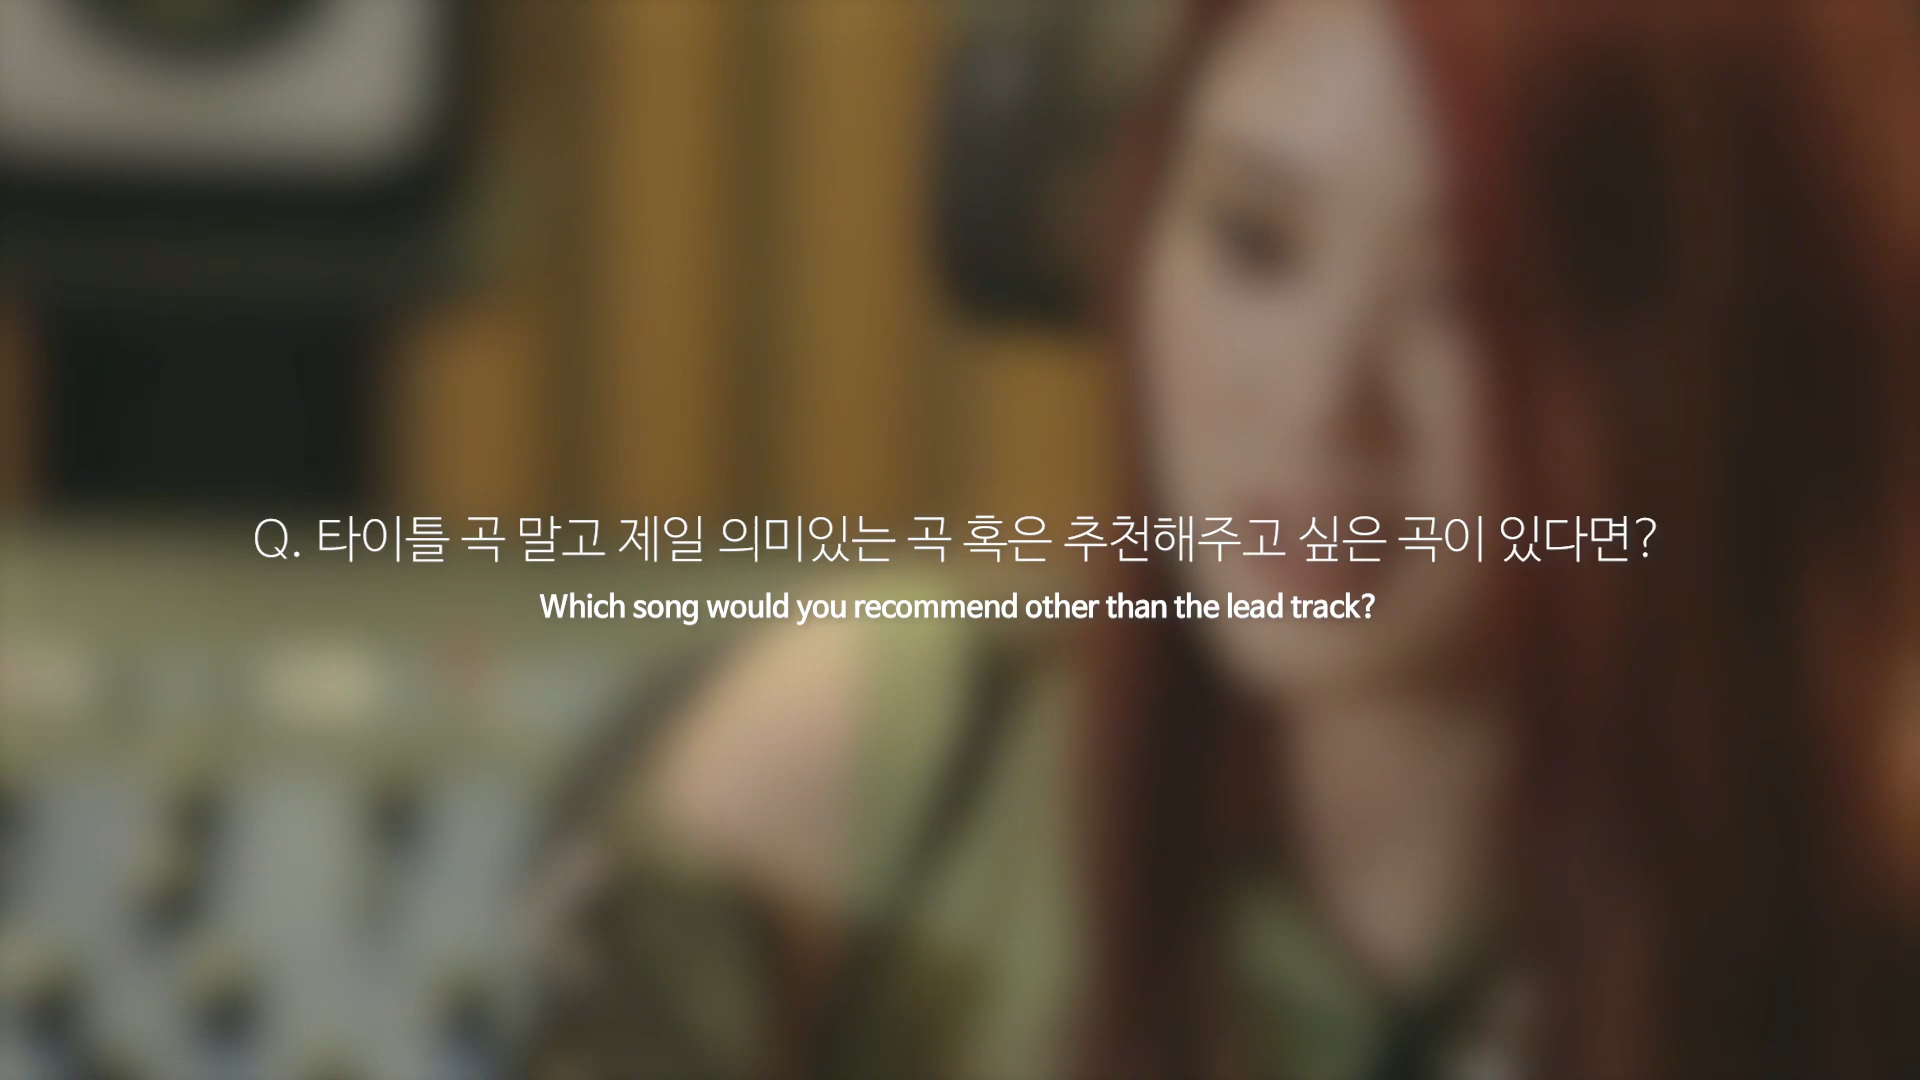 Q. 타이틀 곡 말고 제일 의미있는 곡 혹은 추천해주고 싶은 곡이 있다면?
Which song would you recommend other than the lead track?